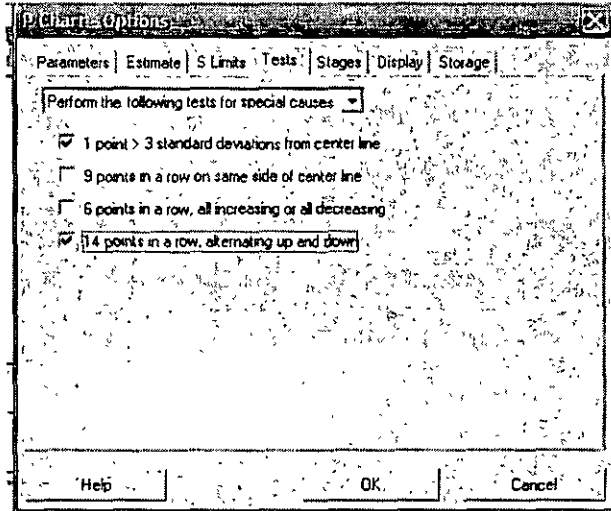 P Chart - Options
Parameters Estimate S Limits Tests Stages Display Storage
Perform the following tests for special causes
1 point > 3 standard deviations from center line
9 points in a row on same side of center line
6 points in a row, all increasing or all decreasing
14 points in a row, alternating up and down
Help OK Cancel